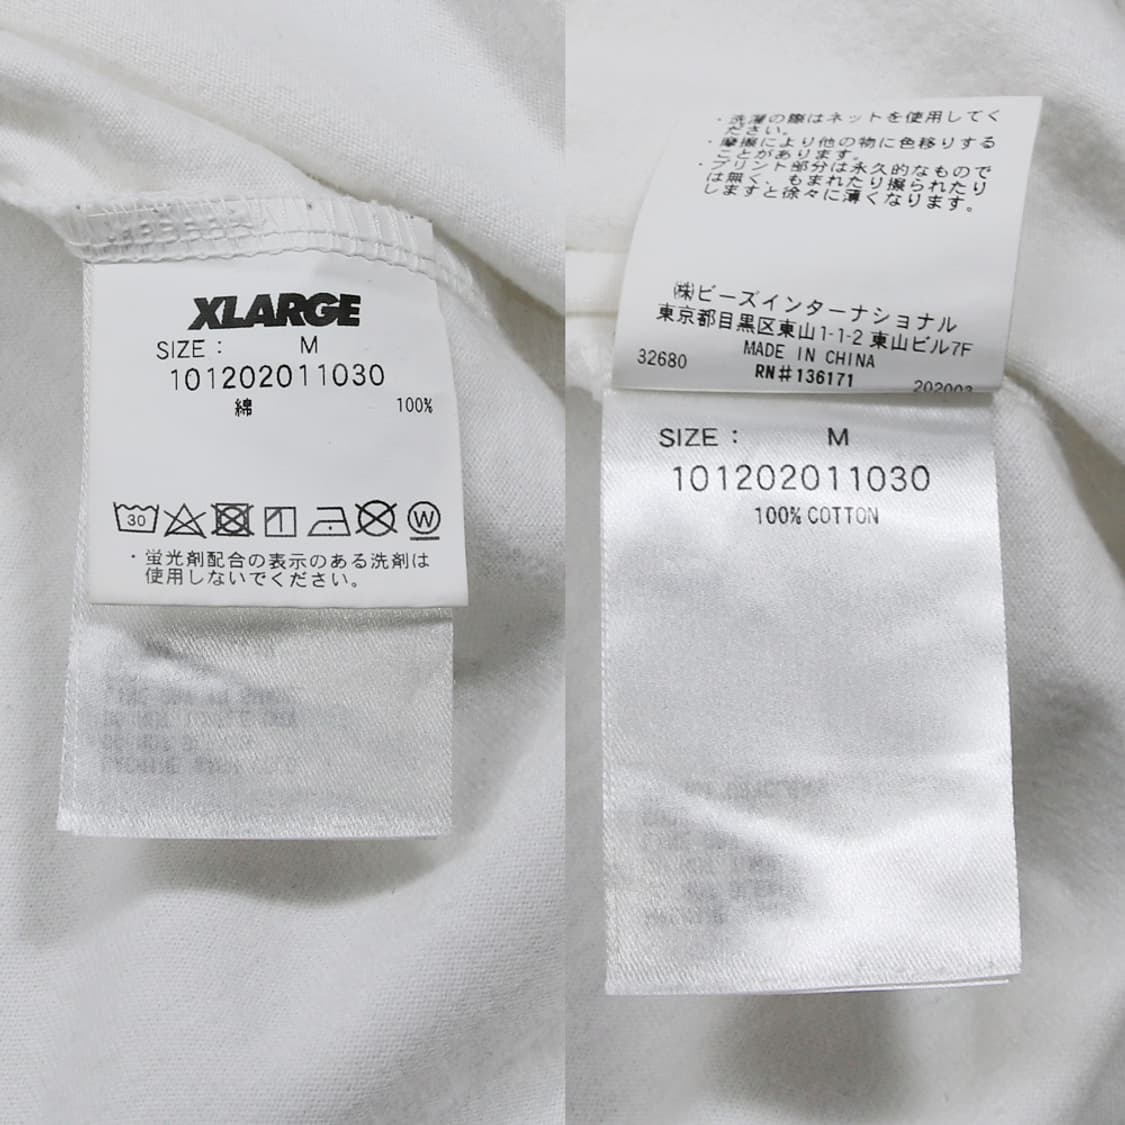 XLARGE
SIZE : M
101202011030
綿 100%
30
W
・蛍光剤配合の表示のある洗剤は
使用しないでください。
・洗濯の際はネットを使用してく
ださい。
・摩擦により他の物に色移りする
ことがあります。
・プリント部分は永久的なもので
は無く、もまれたり擦られたり
しますと徐々に薄くなります。
㈱ビーズインターナショナル
東京都目黒区東山1-1-2 東山ビル7F
32680 MADE IN CHINA
RN#136171 202003
SIZE : M
101202011030
100% COTTON